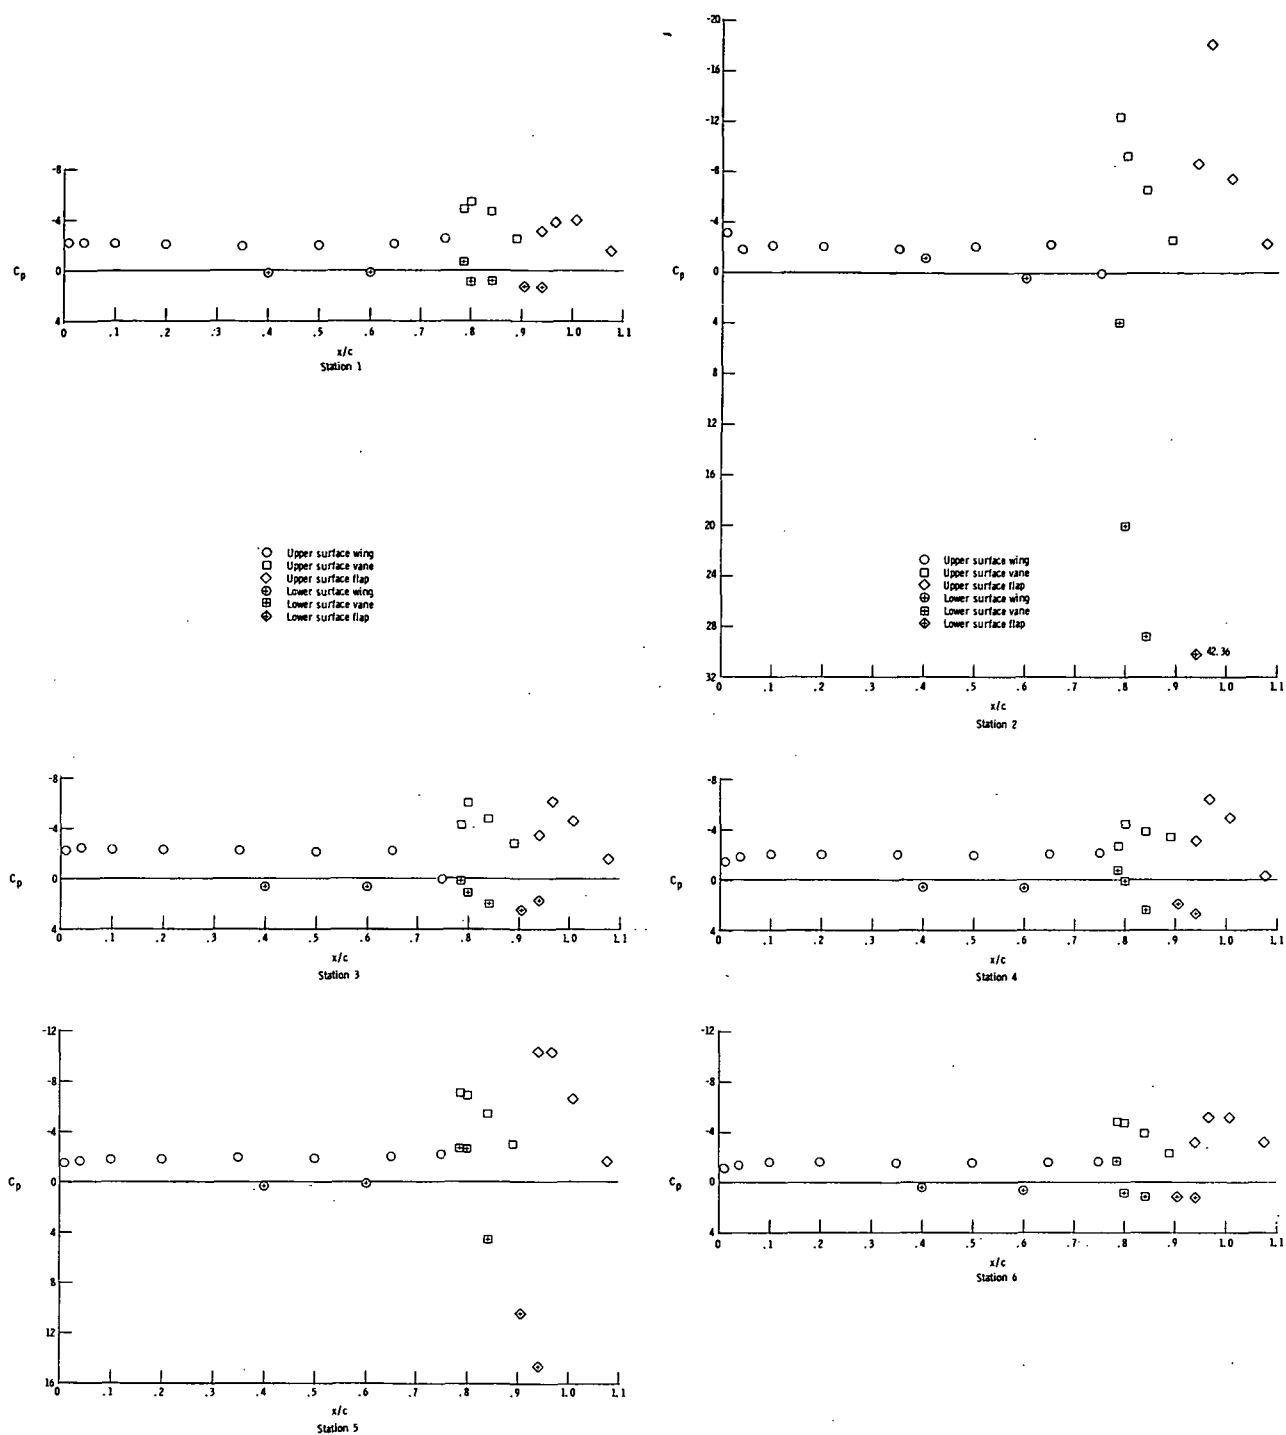 -8
-4
Cp
0
4
0 .1 .2 .3 .4 .5 .6 .7 .8 .9 1.0 1.1
x/c
Station 1
-20
-16
-12
-8
-4
Cp
0
4
8
12
16
20
24
28
32
42.36
0 .1 .2 .3 .4 .5 .6 .7 .8 .9 1.0 1.1
x/c
Station 2
Upper surface wing
Upper surface vane
Upper surface flap
Lower surface wing
Lower surface vane
Lower surface flap
Upper surface wing
Upper surface vane
Upper surface flap
Lower surface wing
Lower surface vane
Lower surface flap
-8
-4
Cp
0
4
0 .1 .2 .3 .4 .5 .6 .7 .8 .9 1.0 1.1
x/c
Station 3
-8
-4
Cp
0
4
0 .1 .2 .3 .4 .5 .6 .7 .8 .9 1.0 1.1
x/c
Station 4
-12
-8
-4
Cp
0
4
8
12
16
0 .1 .2 .3 .4 .5 .6 .7 .8 .9 1.0 1.1
x/c
Station 5
-12
-8
-4
Cp
0
4
0 .1 .2 .3 .4 .5 .6 .7 .8 .9 1.0 1.1
x/c
Station 6